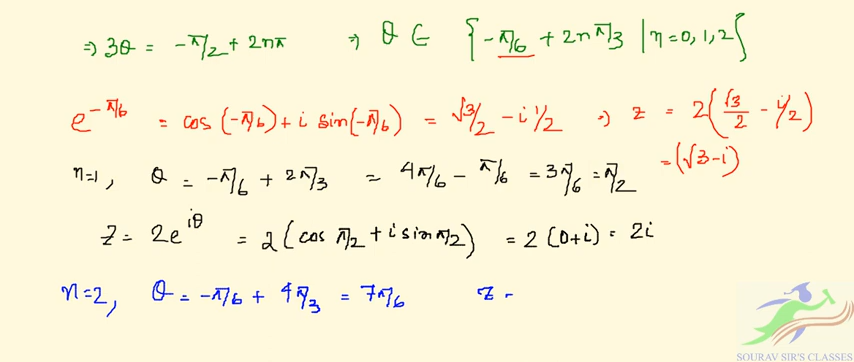 ⇒ 3θ = -π/2 + 2nπ ⇒ θ ∈ {-π/6 + 2nπ/3 | n=0,1,2}
e^-π/6 = cos(-π/6) + i sin(-π/6) = √3/2 - i 1/2 ⇒ z = 2(√3/2 - i/2)
= (√3-i)
n=1, θ = -π/6 + 2π/3 = 4π/6 - π/6 = 3π/6 = π/2
Z = 2e^iθ = 2(cos π/2 + i sin π/2) = 2(0+i) = 2i
n=2, θ = -π/6 + 4π/3 = 7π/6 z -
SOURAV SIR'S CLASSES